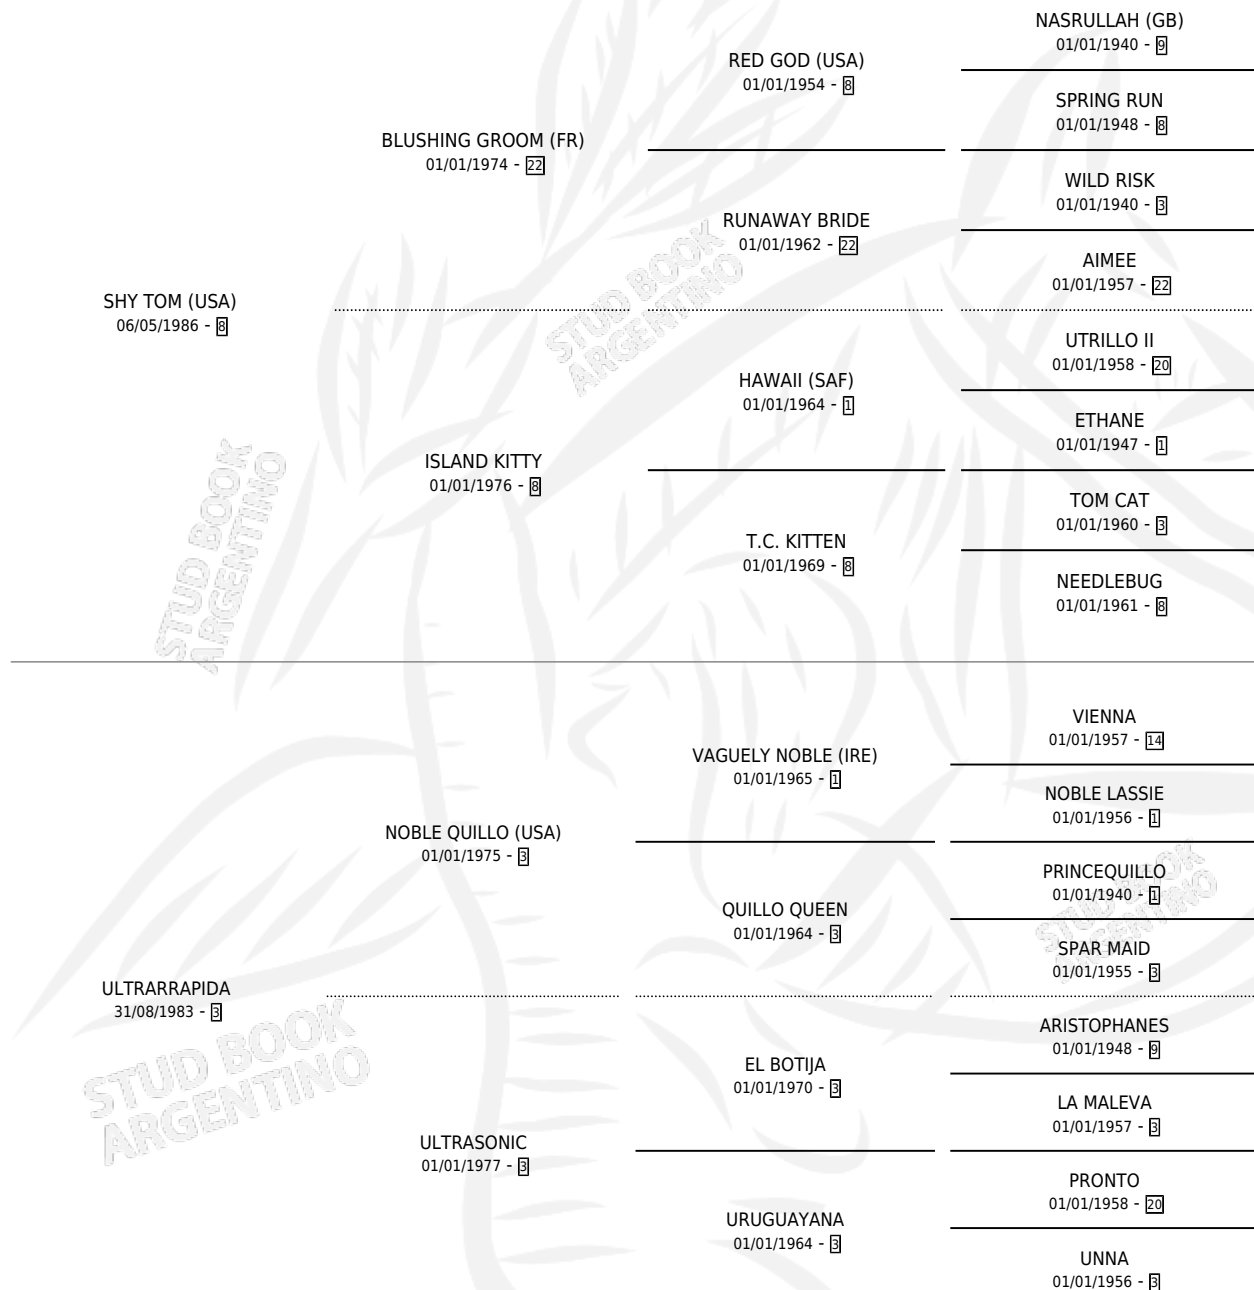 SHY TOM (USA)
06/05/1986 - 8
BLUSHING GROOM (FR)
01/01/1974 - 22
RED GOD (USA)
01/01/1954 - 8
NASRULLAH (GB)
01/01/1940 - 9
SPRING RUN
01/01/1948 - 8
RUNAWAY BRIDE
01/01/1962 - 22
WILD RISK
01/01/1940 - 3
AIMEE
01/01/1957 - 22
ISLAND KITTY
01/01/1976 - 8
HAWAII (SAF)
01/01/1964 - 1
UTRILLO II
01/01/1958 - 20
ETHANE
01/01/1947 - 1
T.C. KITTEN
01/01/1969 - 8
TOM CAT
01/01/1960 - 3
NEEDLEBUG
01/01/1961 - 8
ULTRARRAPIDA
31/08/1983 - 3
NOBLE QUILLO (USA)
01/01/1975 - 3
VAGUELY NOBLE (IRE)
01/01/1965 - 1
VIENNA
01/01/1957 - 14
NOBLE LASSIE
01/01/1956 - 1
QUILLO QUEEN
01/01/1964 - 3
PRINCEQUILLO
01/01/1940 - 1
SPAR MAID
01/01/1955 - 3
ULTRASONIC
01/01/1977 - 3
EL BOTIJA
01/01/1970 - 3
ARISTOPHANES
01/01/1948 - 9
LA MALEVA
01/01/1957 - 3
URUGUAYANA
01/01/1964 - 3
PRONTO
01/01/1958 - 20
UNNA
01/01/1956 - 3
STUD BOOK
ARGENTINO
STUD BOOK
ARGENTINO
STUD BOOK
ARGENTINO
STUD BOOK
ARGENTINO